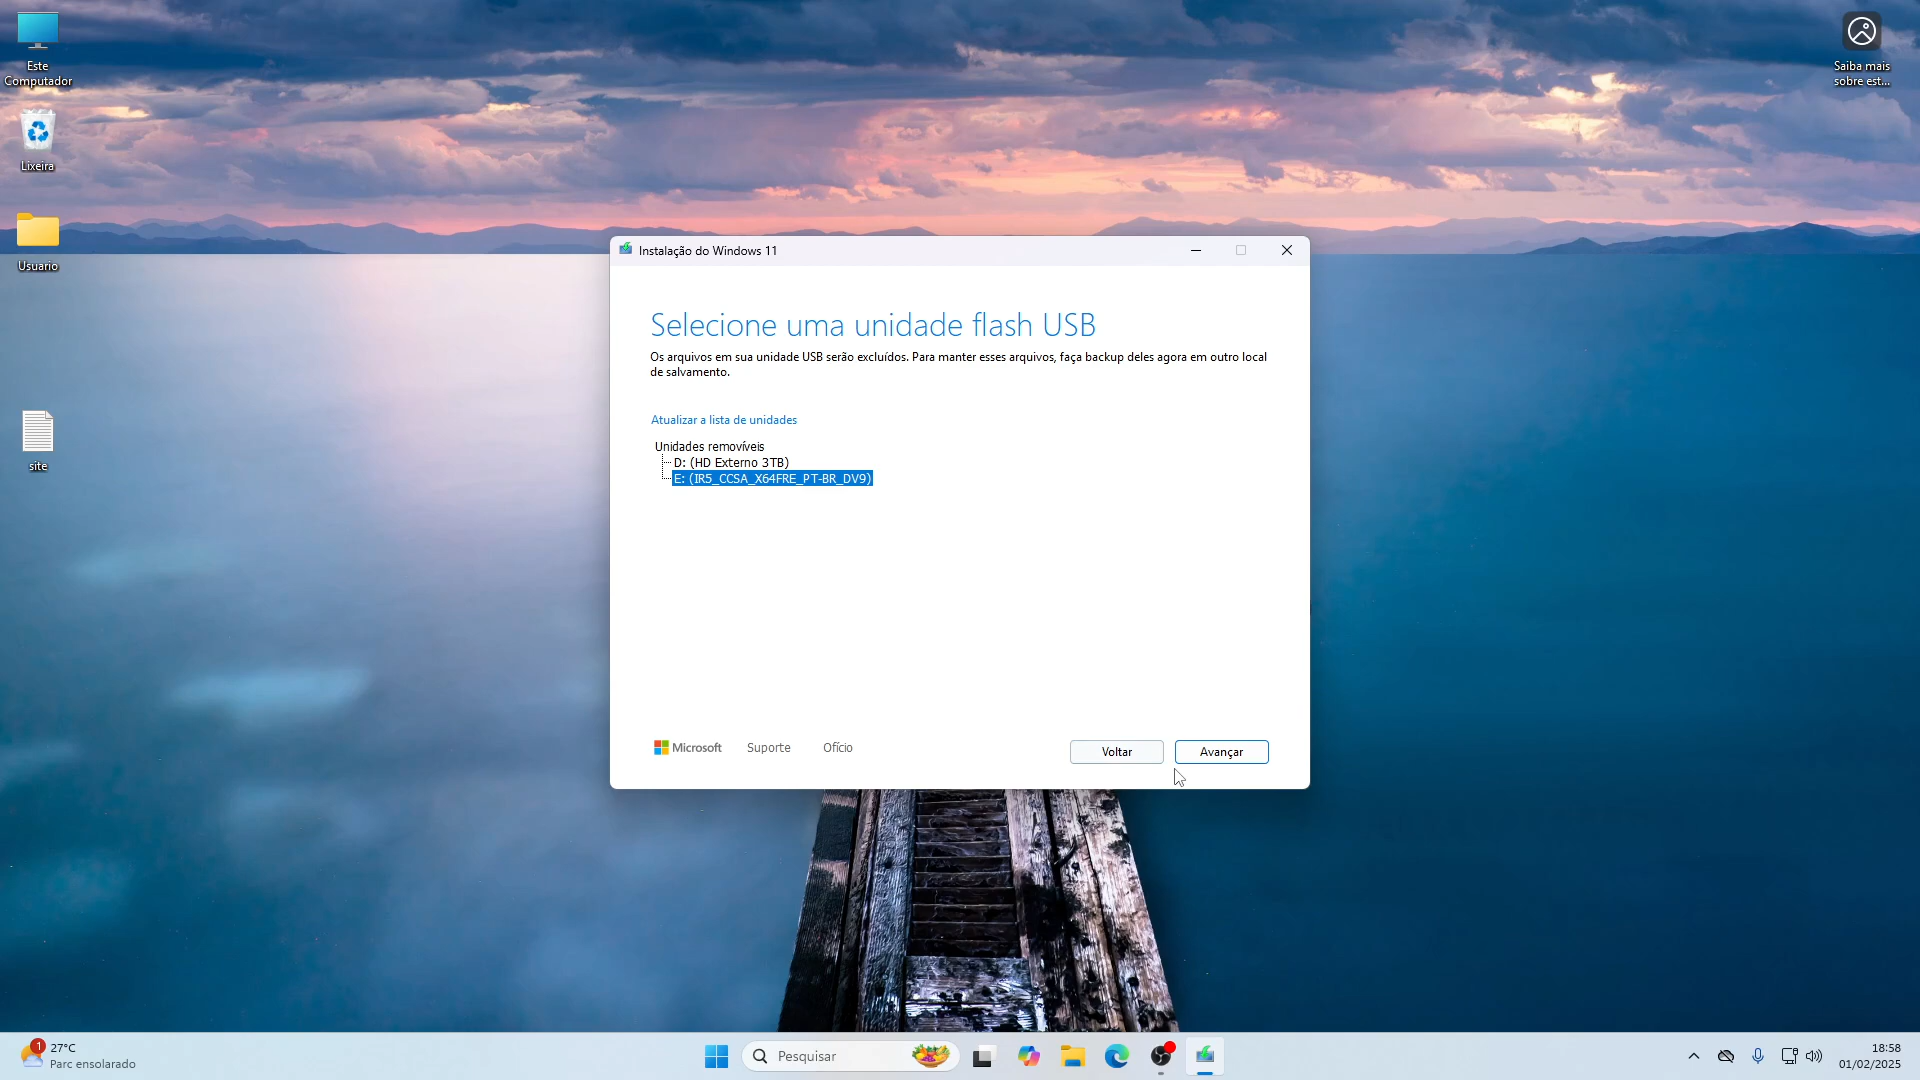 Este
Computador
Lixeira
Usuario
site
Saiba mais
sobre est...
Instalação do Windows 11
Selecione uma unidade flash USB
Os arquivos em sua unidade USB serão excluídos. Para manter esses arquivos, faça backup deles agora em outro local
de salvamento.
Atualizar a lista de unidades
Unidades removíveis
D: (HD Externo 3TB)
E: (IR5_CCSA_X64FRE_PT-BR_DV9)
Microsoft
Suporte
Ofício
Voltar
Avançar
1
27°C
Parc ensolarado
Pesquisar
18:58
01/02/2025